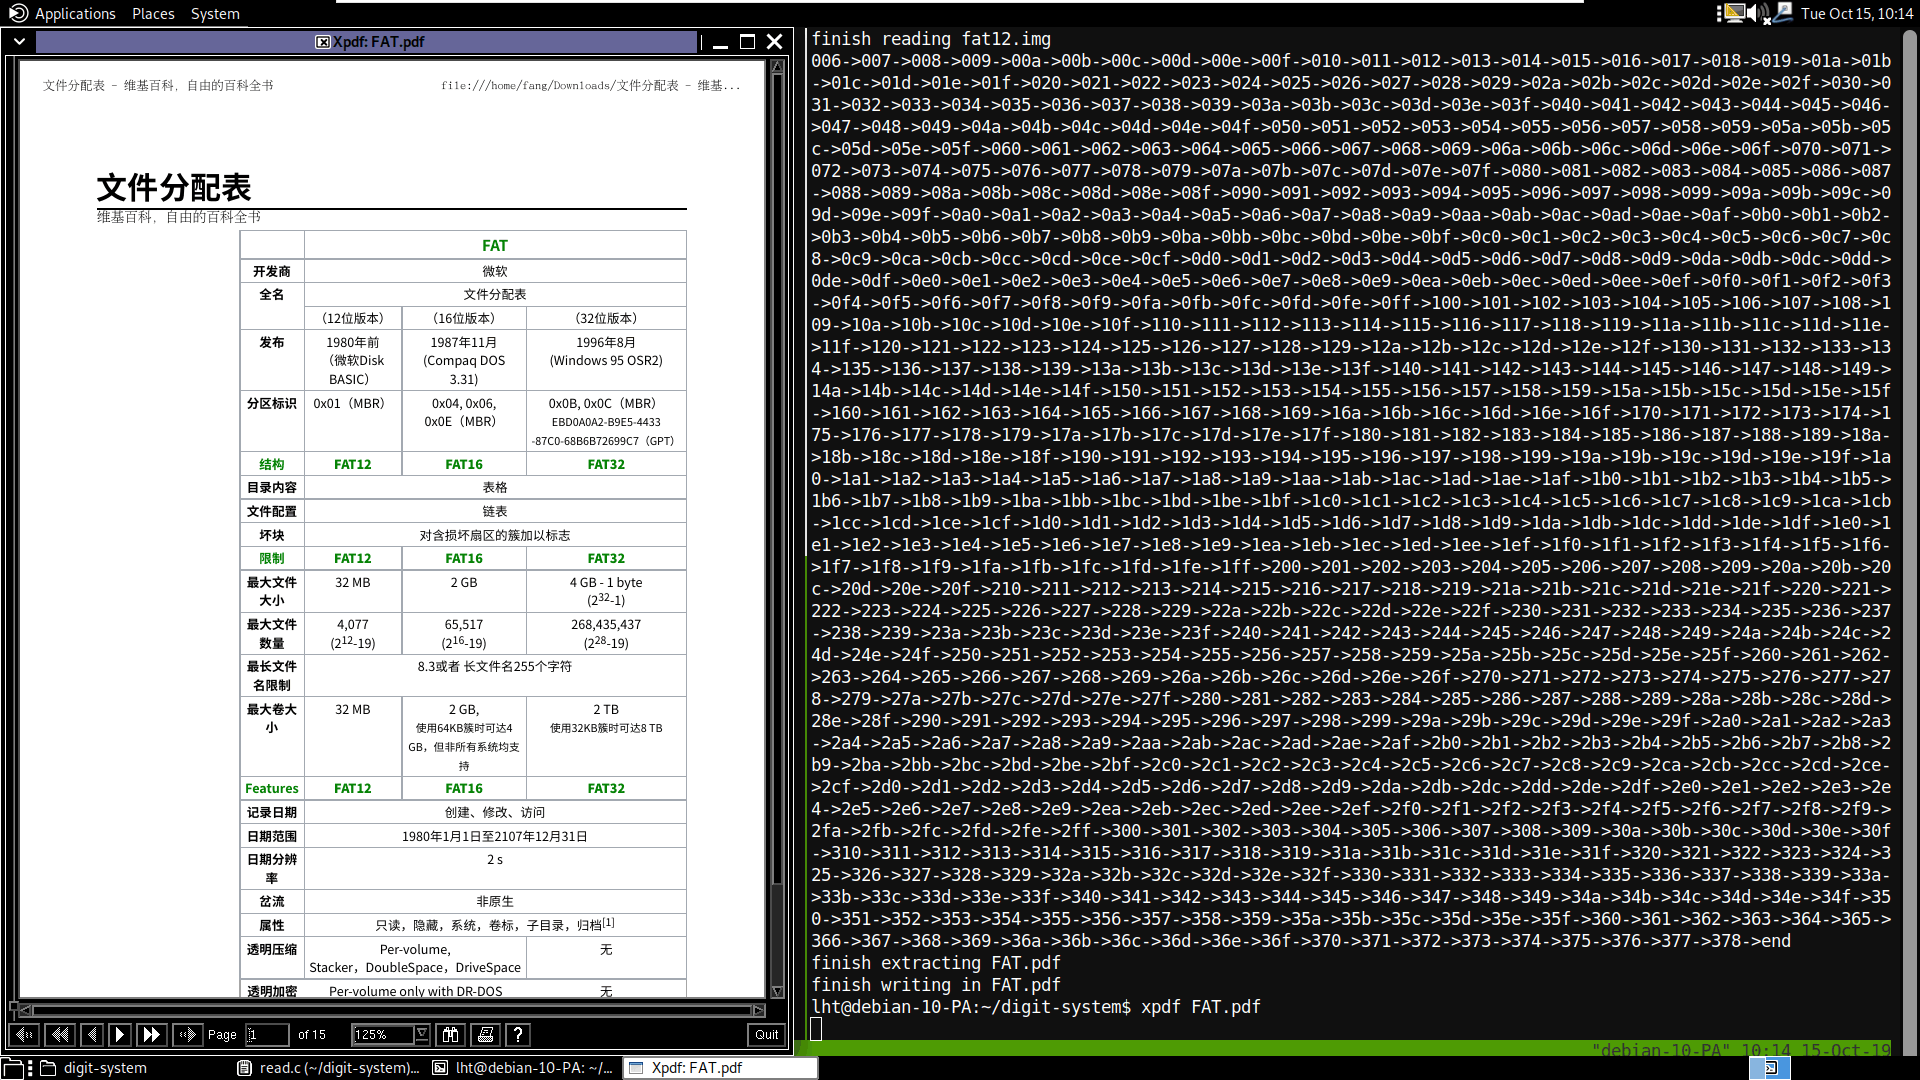 Applications Places System
Tue Oct 15, 10:14
Xpdf: FAT.pdf
文件分配表 - 维基百科，自由的百科全书
file:///home/fang/Downloads/文件分配表 - 维基...
文件分配表
维基百科，自由的百科全书
FAT
开发商 微软
全名 文件分配表
（12位版本） （16位版本） （32位版本）
发布 1980年前 1987年11月 1996年8月
（微软Disk (Compaq DOS (Windows 95 OSR2)
BASIC） 3.31)
分区标识 0x01（MBR） 0x04, 0x06, 0x0B, 0x0C（MBR）
0x0E（MBR） EBD0A0A2-B9E5-4433
-87C0-68B6B72699C7（GPT）
结构 FAT12 FAT16 FAT32
目录内容 表格
文件配置 链表
坏块 对含损坏扇区的簇加以标志
限制 FAT12 FAT16 FAT32
最大文件 32 MB 2 GB 4 GB - 1 byte
大小 (2³²-1)
最大文件 4,077 65,517 268,435,437
数量 (2¹²-19) (2¹⁶-19) (2²⁸-19)
最长文件 8.3或者 长文件名255个字符
名限制
最大卷大 32 MB 2 GB, 2 TB
小 使用64KB簇时可达4 使用32KB簇时可达8 TB
GB，但非所有系统均支
持
Features FAT12 FAT16 FAT32
记录日期 创建、修改、访问
日期范围 1980年1月1日至2107年12月31日
日期分辨 2 s
率
岔流 非原生
属性 只读，隐藏，系统，卷标，子目录，归档[1]
透明压缩 Per-volume, 无
Stacker，DoubleSpace，DriveSpace
透明加密 Per-volume only with DR-DOS 无
Page 1 of 15 125% ? Quit
finish reading fat12.img
006->007->008->009->00a->00b->00c->00d->00e->00f->010->011->012->013->014->015->016->017->018->019->01a->01b
->01c->01d->01e->01f->020->021->022->023->024->025->026->027->028->029->02a->02b->02c->02d->02e->02f->030->0
31->032->033->034->035->036->037->038->039->03a->03b->03c->03d->03e->03f->040->041->042->043->044->045->046-
>047->048->049->04a->04b->04c->04d->04e->04f->050->051->052->053->054->055->056->057->058->059->05a->05b->05
c->05d->05e->05f->060->061->062->063->064->065->066->067->068->069->06a->06b->06c->06d->06e->06f->070->071->
072->073->074->075->076->077->078->079->07a->07b->07c->07d->07e->07f->080->081->082->083->084->085->086->087
->088->089->08a->08b->08c->08d->08e->08f->090->091->092->093->094->095->096->097->098->099->09a->09b->09c->0
9d->09e->09f->0a0->0a1->0a2->0a3->0a4->0a5->0a6->0a7->0a8->0a9->0aa->0ab->0ac->0ad->0ae->0af->0b0->0b1->0b2-
>0b3->0b4->0b5->0b6->0b7->0b8->0b9->0ba->0bb->0bc->0bd->0be->0bf->0c0->0c1->0c2->0c3->0c4->0c5->0c6->0c7->0c
8->0c9->0ca->0cb->0cc->0cd->0ce->0cf->0d0->0d1->0d2->0d3->0d4->0d5->0d6->0d7->0d8->0d9->0da->0db->0dc->0dd->
0de->0df->0e0->0e1->0e2->0e3->0e4->0e5->0e6->0e7->0e8->0e9->0ea->0eb->0ec->0ed->0ee->0ef->0f0->0f1->0f2->0f3
->0f4->0f5->0f6->0f7->0f8->0f9->0fa->0fb->0fc->0fd->0fe->0ff->100->101->102->103->104->105->106->107->108->1
09->10a->10b->10c->10d->10e->10f->110->111->112->113->114->115->116->117->118->119->11a->11b->11c->11d->11e-
>11f->120->121->122->123->124->125->126->127->128->129->12a->12b->12c->12d->12e->12f->130->131->132->133->13
4->135->136->137->138->139->13a->13b->13c->13d->13e->13f->140->141->142->143->144->145->146->147->148->149->
14a->14b->14c->14d->14e->14f->150->151->152->153->154->155->156->157->158->159->15a->15b->15c->15d->15e->15f
->160->161->162->163->164->165->166->167->168->169->16a->16b->16c->16d->16e->16f->170->171->172->173->174->1
75->176->177->178->179->17a->17b->17c->17d->17e->17f->180->181->182->183->184->185->186->187->188->189->18a-
>18b->18c->18d->18e->18f->190->191->192->193->194->195->196->197->198->199->19a->19b->19c->19d->19e->19f->1a
0->1a1->1a2->1a3->1a4->1a5->1a6->1a7->1a8->1a9->1aa->1ab->1ac->1ad->1ae->1af->1b0->1b1->1b2->1b3->1b4->1b5->
1b6->1b7->1b8->1b9->1ba->1bb->1bc->1bd->1be->1bf->1c0->1c1->1c2->1c3->1c4->1c5->1c6->1c7->1c8->1c9->1ca->1cb
->1cc->1cd->1ce->1cf->1d0->1d1->1d2->1d3->1d4->1d5->1d6->1d7->1d8->1d9->1da->1db->1dc->1dd->1de->1df->1e0->1
e1->1e2->1e3->1e4->1e5->1e6->1e7->1e8->1e9->1ea->1eb->1ec->1ed->1ee->1ef->1f0->1f1->1f2->1f3->1f4->1f5->1f6-
>1f7->1f8->1f9->1fa->1fb->1fc->1fd->1fe->1ff->200->201->202->203->204->205->206->207->208->209->20a->20b->20
c->20d->20e->20f->210->211->212->213->214->215->216->217->218->219->21a->21b->21c->21d->21e->21f->220->221->
222->223->224->225->226->227->228->229->22a->22b->22c->22d->22e->22f->230->231->232->233->234->235->236->237
->238->239->23a->23b->23c->23d->23e->23f->240->241->242->243->244->245->246->247->248->249->24a->24b->24c->2
4d->24e->24f->250->251->252->253->254->255->256->257->258->259->25a->25b->25c->25d->25e->25f->260->261->262-
>263->264->265->266->267->268->269->26a->26b->26c->26d->26e->26f->270->271->272->273->274->275->276->277->27
8->279->27a->27b->27c->27d->27e->27f->280->281->282->283->284->285->286->287->288->289->28a->28b->28c->28d->
28e->28f->290->291->292->293->294->295->296->297->298->299->29a->29b->29c->29d->29e->29f->2a0->2a1->2a2->2a3
->2a4->2a5->2a6->2a7->2a8->2a9->2aa->2ab->2ac->2ad->2ae->2af->2b0->2b1->2b2->2b3->2b4->2b5->2b6->2b7->2b8->2
b9->2ba->2bb->2bc->2bd->2be->2bf->2c0->2c1->2c2->2c3->2c4->2c5->2c6->2c7->2c8->2c9->2ca->2cb->2cc->2cd->2ce-
>2cf->2d0->2d1->2d2->2d3->2d4->2d5->2d6->2d7->2d8->2d9->2da->2db->2dc->2dd->2de->2df->2e0->2e1->2e2->2e3->2e
4->2e5->2e6->2e7->2e8->2e9->2ea->2eb->2ec->2ed->2ee->2ef->2f0->2f1->2f2->2f3->2f4->2f5->2f6->2f7->2f8->2f9->
2fa->2fb->2fc->2fd->2fe->2ff->300->301->302->303->304->305->306->307->308->309->30a->30b->30c->30d->30e->30f
->310->311->312->313->314->315->316->317->318->319->31a->31b->31c->31d->31e->31f->320->321->322->323->324->3
25->326->327->328->329->32a->32b->32c->32d->32e->32f->330->331->332->333->334->335->336->337->338->339->33a-
>33b->33c->33d->33e->33f->340->341->342->343->344->345->346->347->348->349->34a->34b->34c->34d->34e->34f->35
0->351->352->353->354->355->356->357->358->359->35a->35b->35c->35d->35e->35f->360->361->362->363->364->365->
366->367->368->369->36a->36b->36c->36d->36e->36f->370->371->372->373->374->375->376->377->378->end
finish extracting FAT.pdf
finish writing in FAT.pdf
lht@debian-10-PA:~/digit-system$ xpdf FAT.pdf
"debian-10-PA" 10:14 15-Oct-19
digit-system read.c (~/digit-system)... lht@debian-10-PA: ~/... Xpdf: FAT.pdf